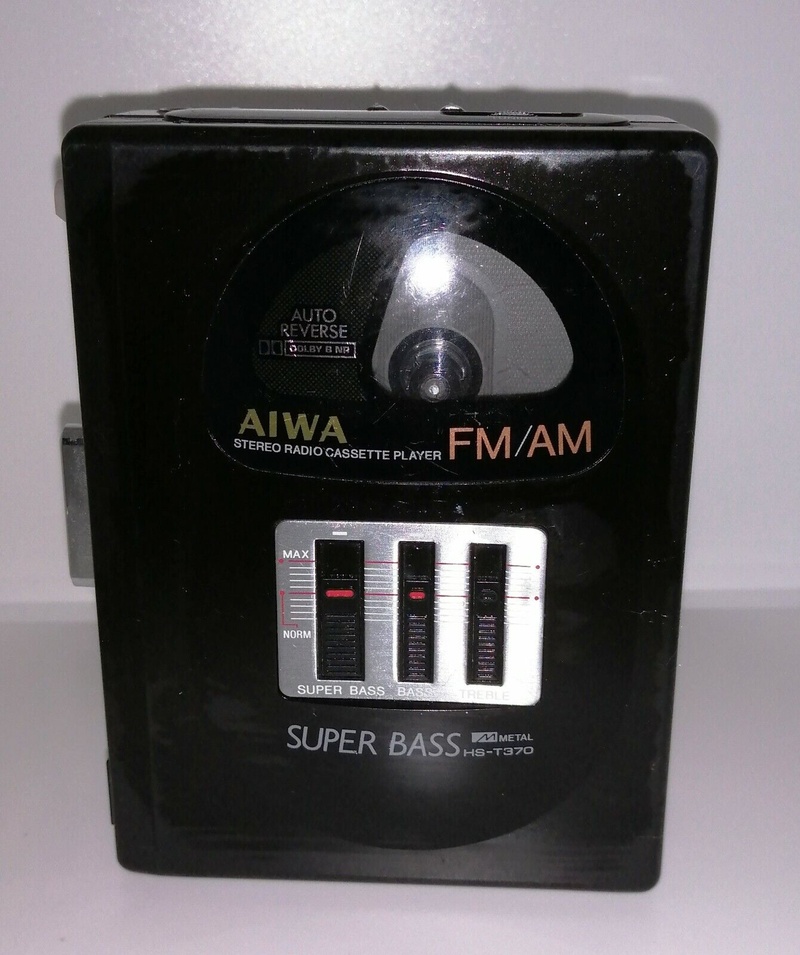 AUTO
REVERSE
DOLBY B NR
AIWA
STEREO RADIO CASSETTE PLAYER
FM/AM
MAX
NORM
SUPER BASS BASS TREBLE
SUPER BASS METAL
HS-T370